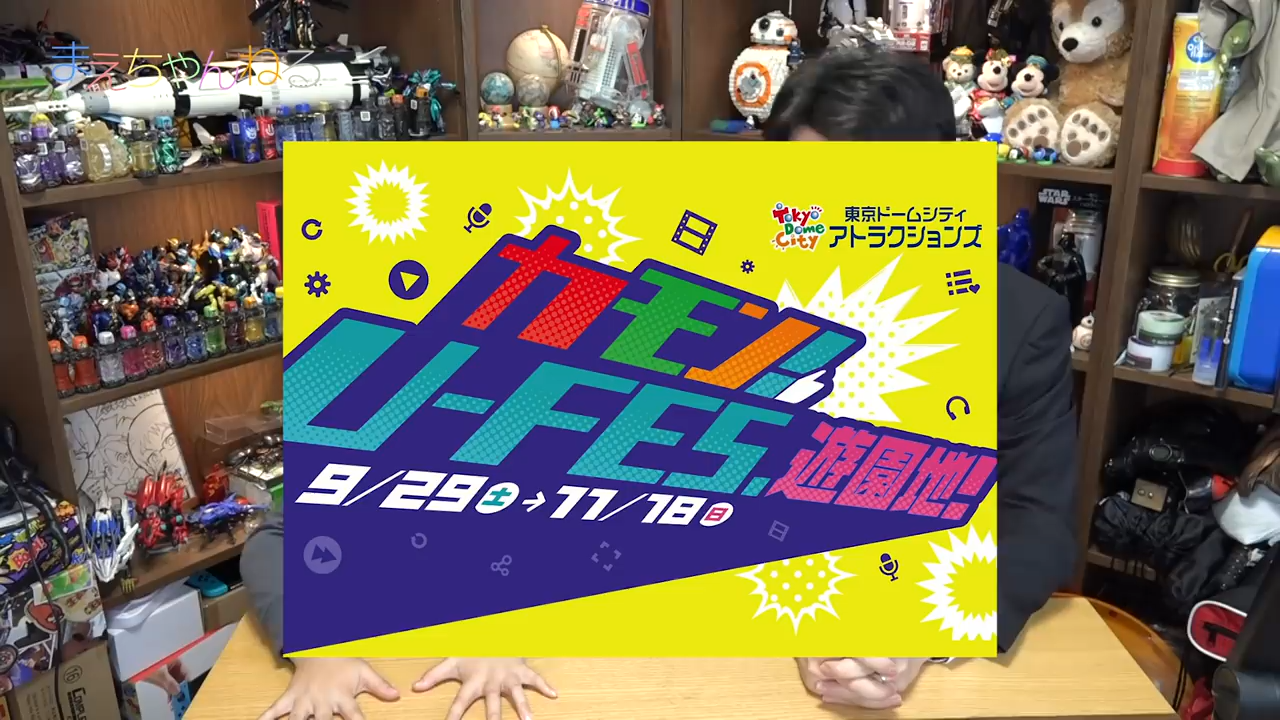 まえちゃんねる
Tokyo
Dome
City
東京ドームシティ
アトラクションズ
カモン!
U-FES.遊園地!
9/29土→11/18日
STAR
WARS